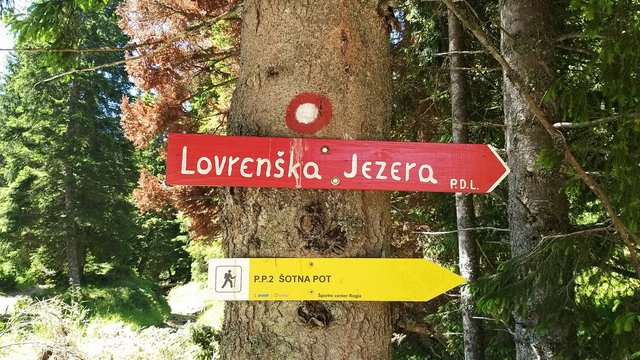 Lovrenška Jezera
P.D.L.
P.P.2 ŠOTNA POT
Športni center Rogla